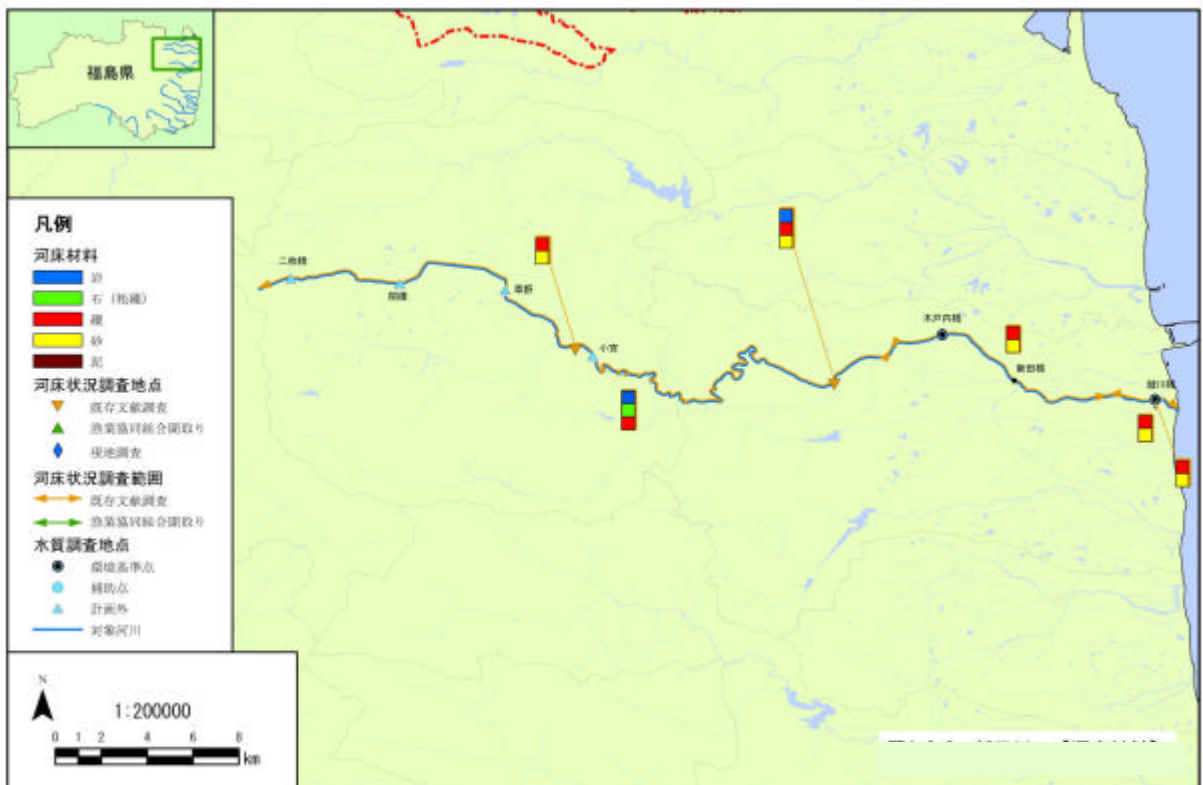 福島県
凡例
河床材料
岩
石（粗礫）
礫
砂
泥
河床状況調査地点
既存文献調査
漁業協同組合聞取り
現地調査
河床状況調査範囲
既存文献調査
漁業協同組合聞取り
水質調査地点
環境基準点
補助点
計画外
対象河川
N
1:200000
0 1 2 4 6 8
km
二枚橋
草野
小宮
木戸内橋
新田橋